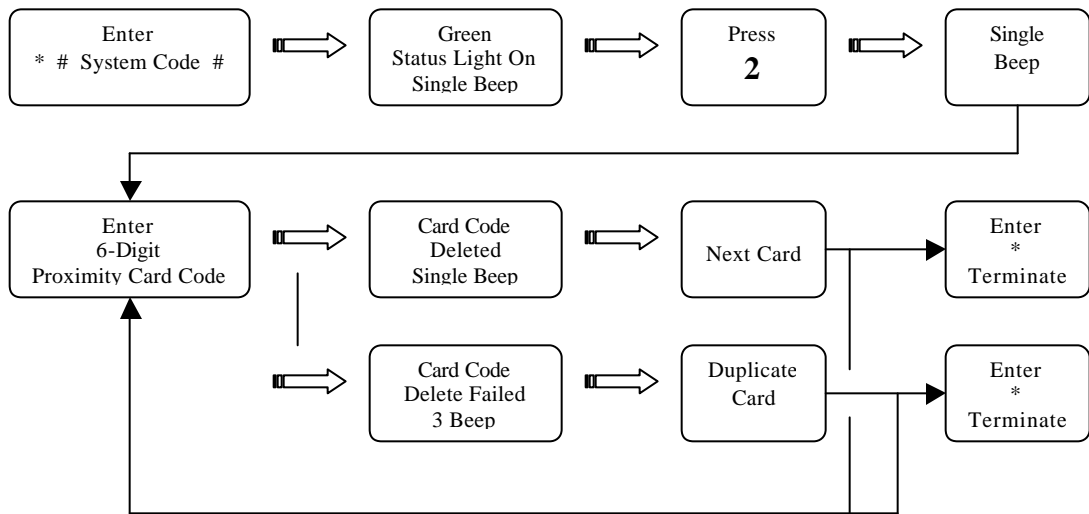 Enter
* # System Code #
Green
Status Light On
Single Beep
Press
2
Single
Beep
Enter
6-Digit
Proximity Card Code
Card Code
Deleted
Single Beep
Next Card
Enter
*
Terminate
Card Code
Delete Failed
3 Beep
Duplicate
Card
Enter
*
Terminate